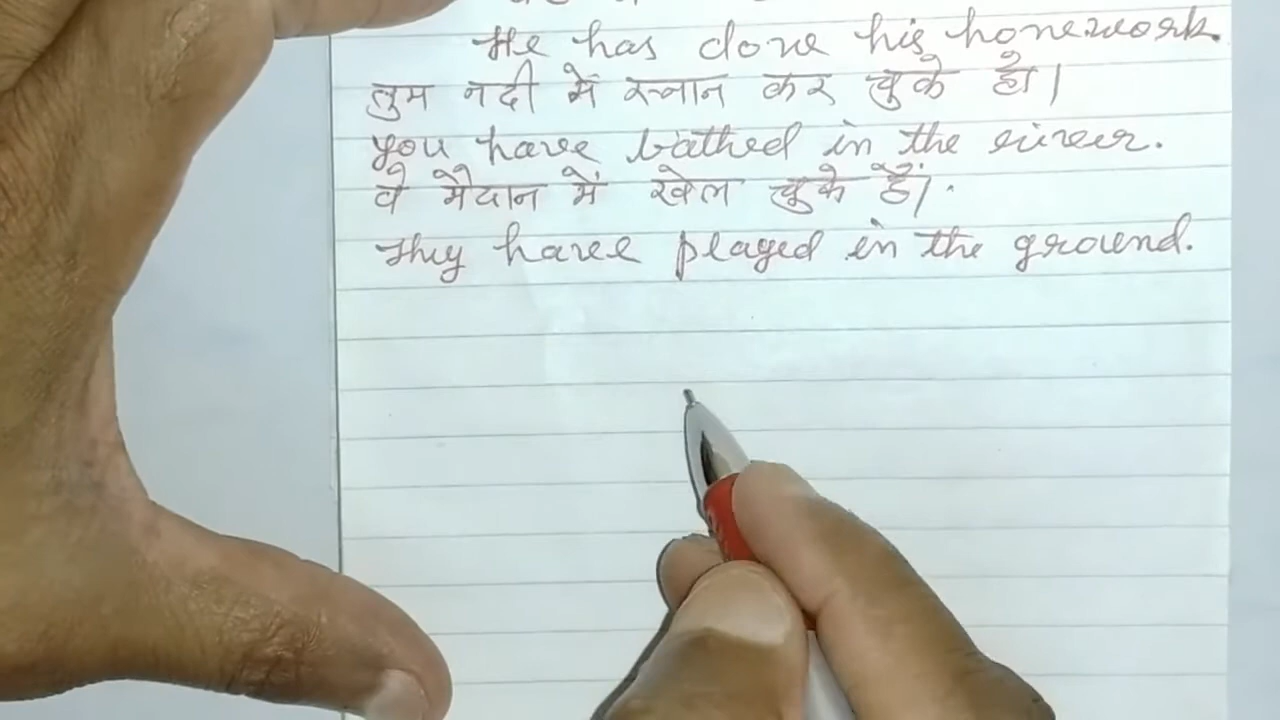 He has done his homework.
तुम नदी में स्नान कर चुके हो।
you have bathed in the river.
वे मैदान में खेल चुके हैं।
They have played in the ground.